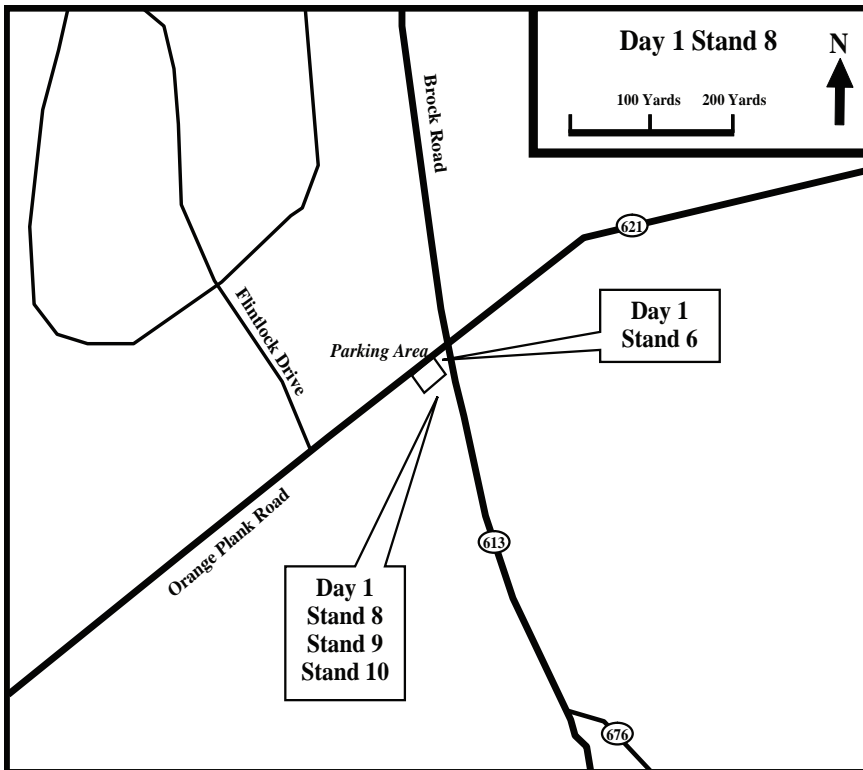 Day 1 Stand 8
N
100 Yards 200 Yards
Brock Road
621
Day 1
Stand 6
Flintlock Drive
Parking Area
Orange Plank Road
613
Day 1
Stand 8
Stand 9
Stand 10
676